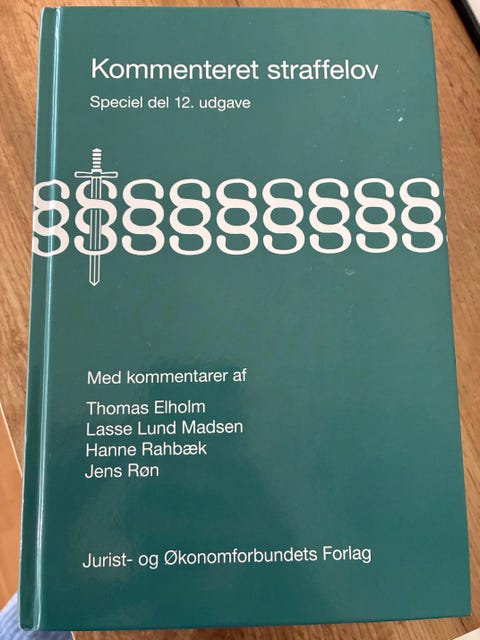 Kommenteret straffelov
Speciel del 12. udgave
§§§§§§§§§§
Med kommentarer af
Thomas Elholm
Lasse Lund Madsen
Hanne Rahbæk
Jens Røn
Jurist- og Økonomforbundets Forlag